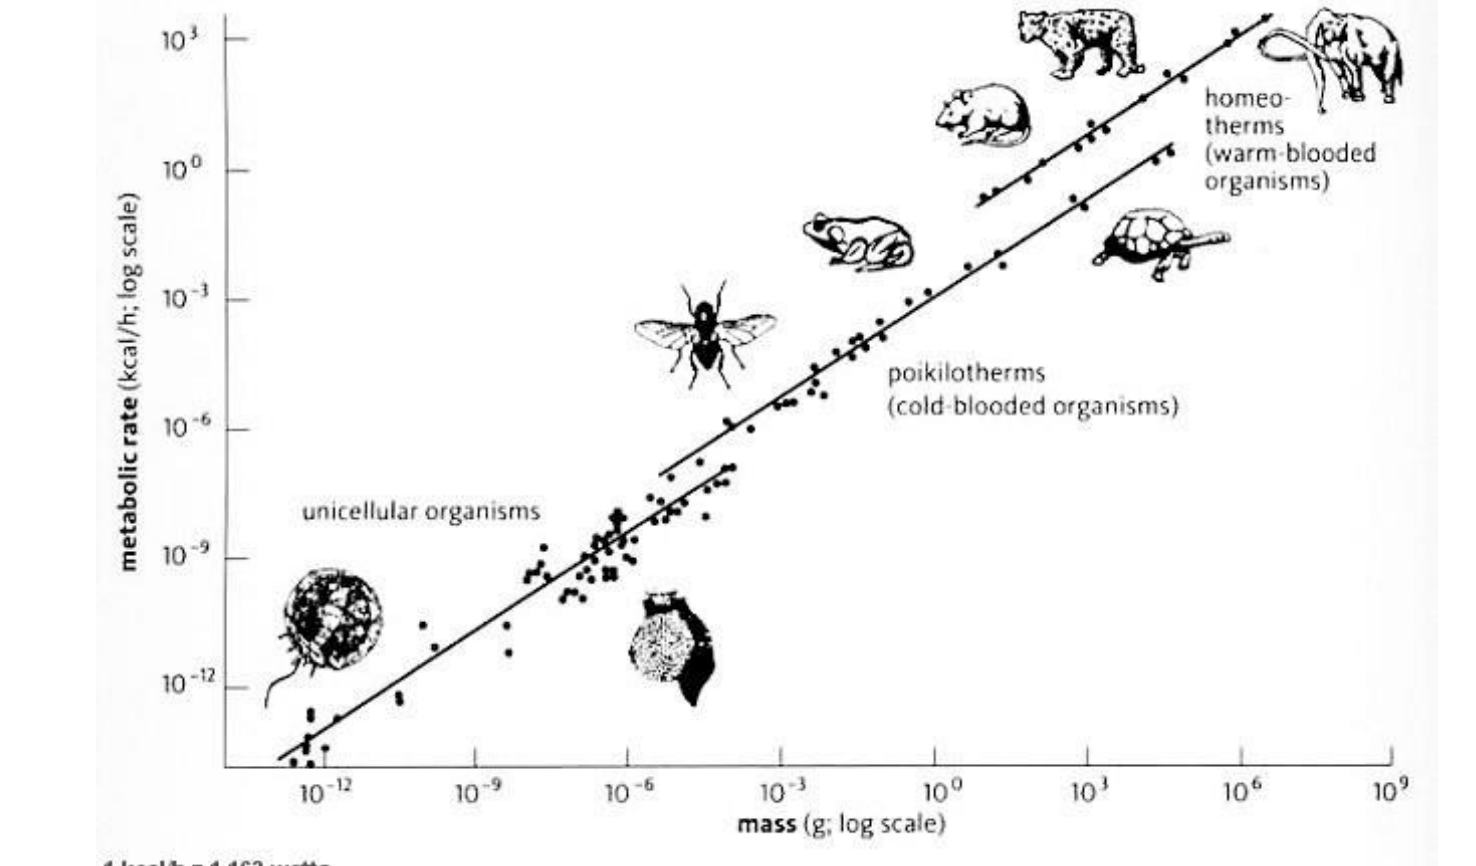 10³
10⁰
10⁻³
10⁻⁶
10⁻⁹
10⁻¹²
metabolic rate (kcal/h; log scale)
homeo-
therms
(warm-blooded
organisms)
poikilotherms
(cold-blooded organisms)
unicellular organisms
10⁻¹² 10⁻⁹ 10⁻⁶ 10⁻³ 10⁰ 10³ 10⁶ 10⁹
mass (g; log scale)